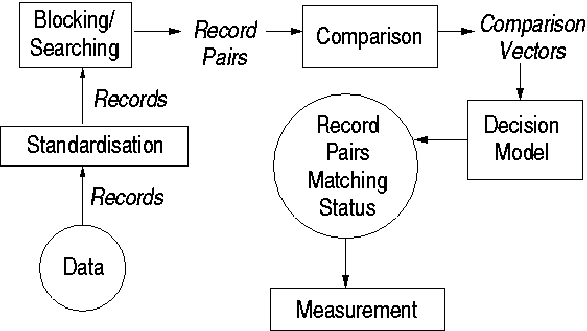 Blocking/
Searching
Record
Pairs
Comparison
Comparison
Vectors
Records
Standardisation
Records
Data
Record
Pairs
Matching
Status
Decision
Model
Measurement